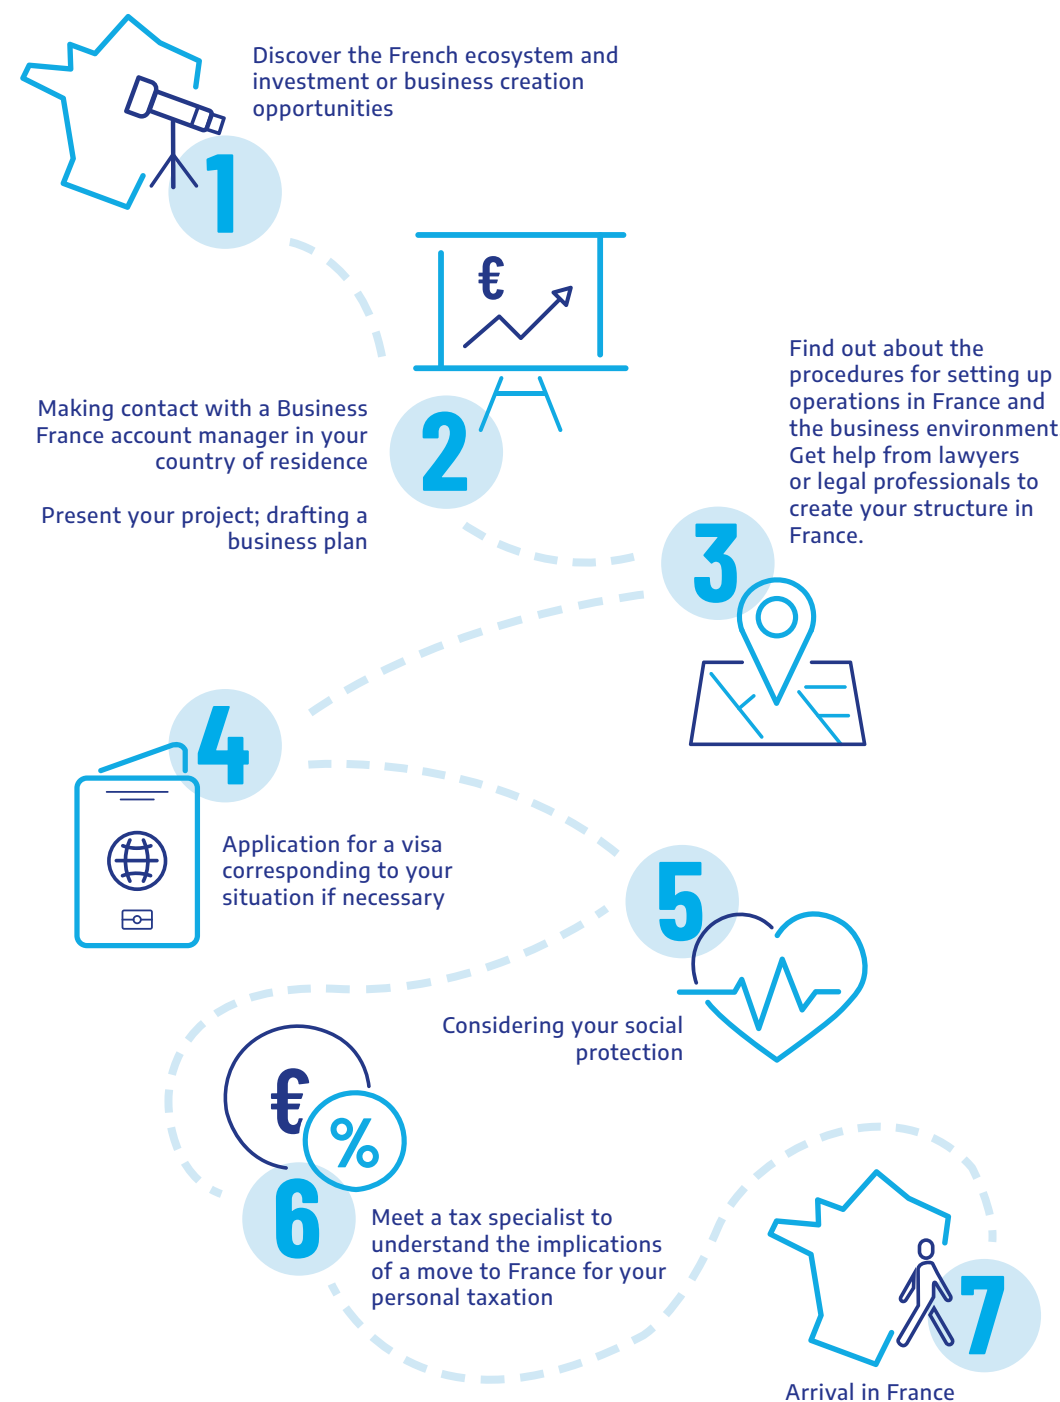 Discover the French ecosystem and
investment or business creation
opportunities
1
€
Making contact with a Business
France account manager in your
country of residence
Present your project; drafting a
business plan
2
Find out about the
procedures for setting up
operations in France and
the business environment
Get help from lawyers
or legal professionals to
create your structure in
France.
3
4
Application for a visa
corresponding to your
situation if necessary
5
Considering your social
protection
€
%
6
Meet a tax specialist to
understand the implications
of a move to France for your
personal taxation
7
Arrival in France